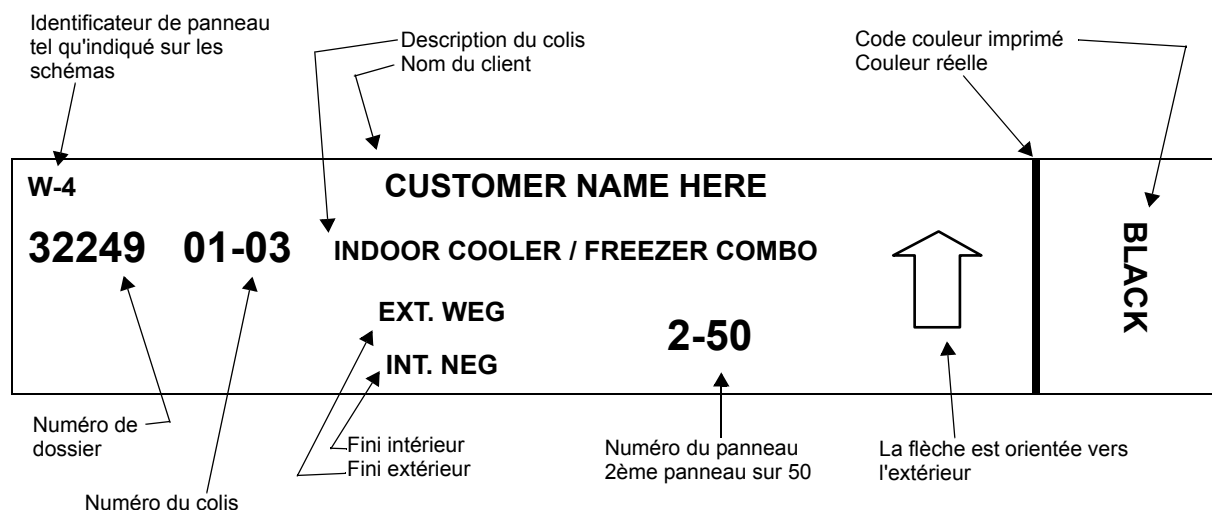 Identificateur de panneau
tel qu'indiqué sur les
schémas
Description du colis
Nom du client
Code couleur imprimé
Couleur réelle
W-4
CUSTOMER NAME HERE
32249 01-03
INDOOR COOLER / FREEZER COMBO
BLACK
EXT. WEG
2-50
INT. NEG
Numéro de
dossier
Fini intérieur
Fini extérieur
Numéro du panneau
2ème panneau sur 50
La flèche est orientée vers
l'extérieur
Numéro du colis